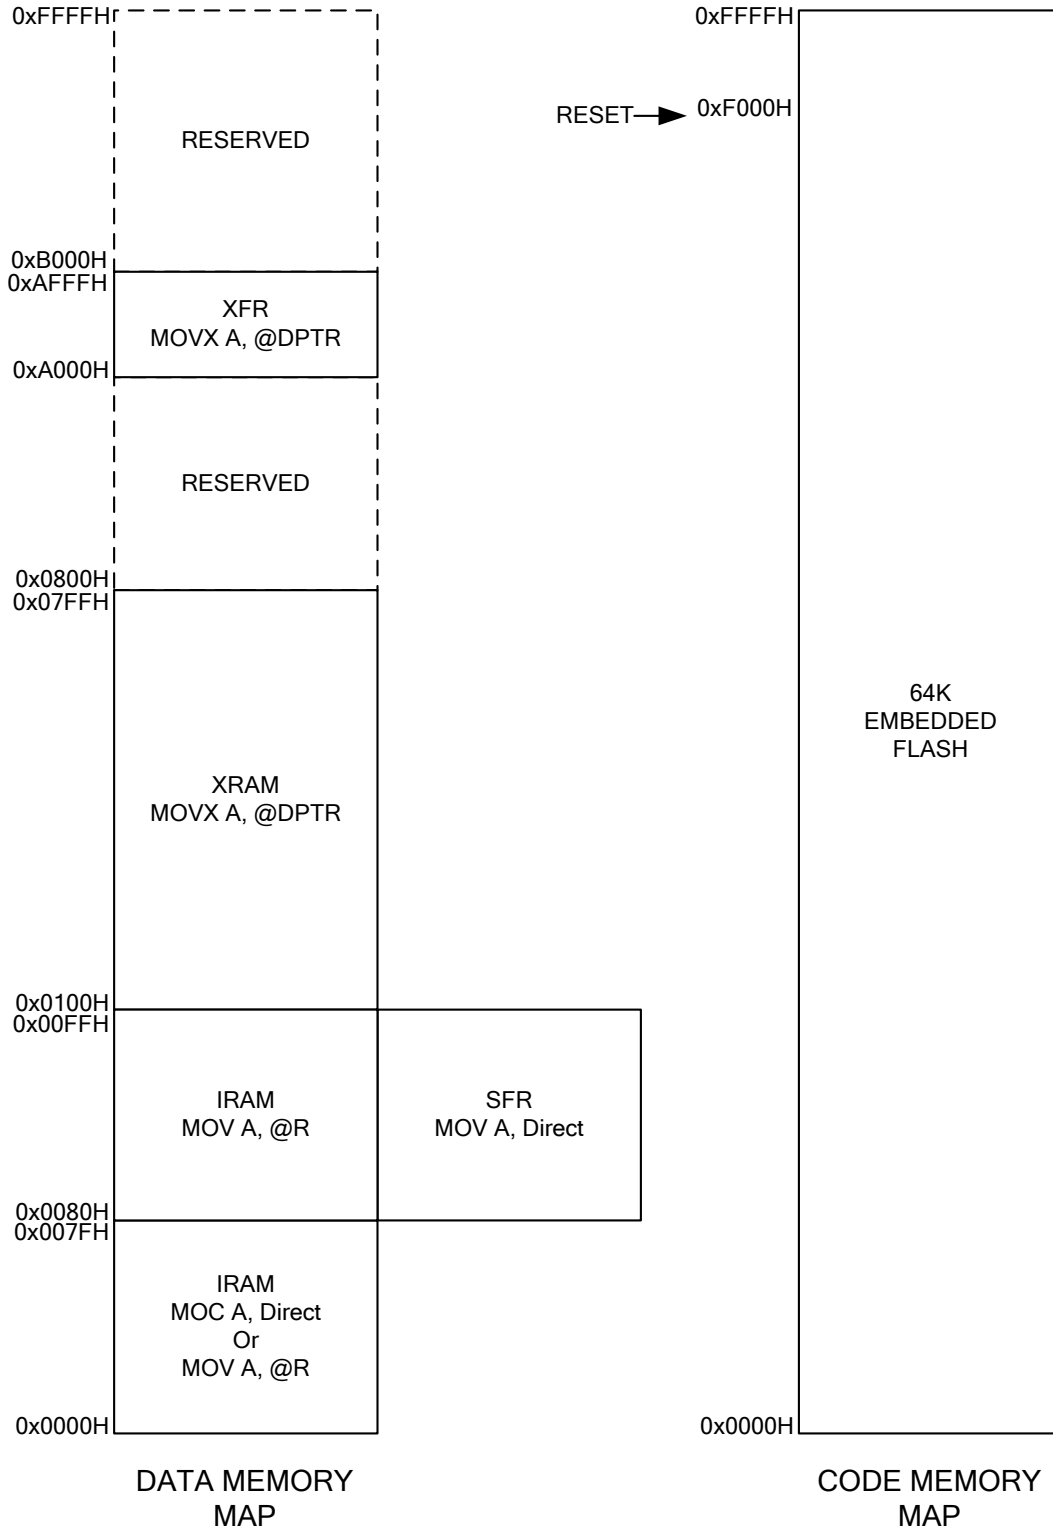 0xFFFFH
RESERVED
0xB000H
0xAFFFH
XFR
MOVX A, @DPTR
0xA000H
RESERVED
0x0800H
0x07FFH
XRAM
MOVX A, @DPTR
0x0100H
0x00FFH
IRAM
MOV A, @R
SFR
MOV A, Direct
0x0080H
0x007FH
IRAM
MOC A, Direct
Or
MOV A, @R
0x0000H
DATA MEMORY
MAP
0xFFFFH
RESET
0xF000H
64K
EMBEDDED
FLASH
0x0000H
CODE MEMORY
MAP